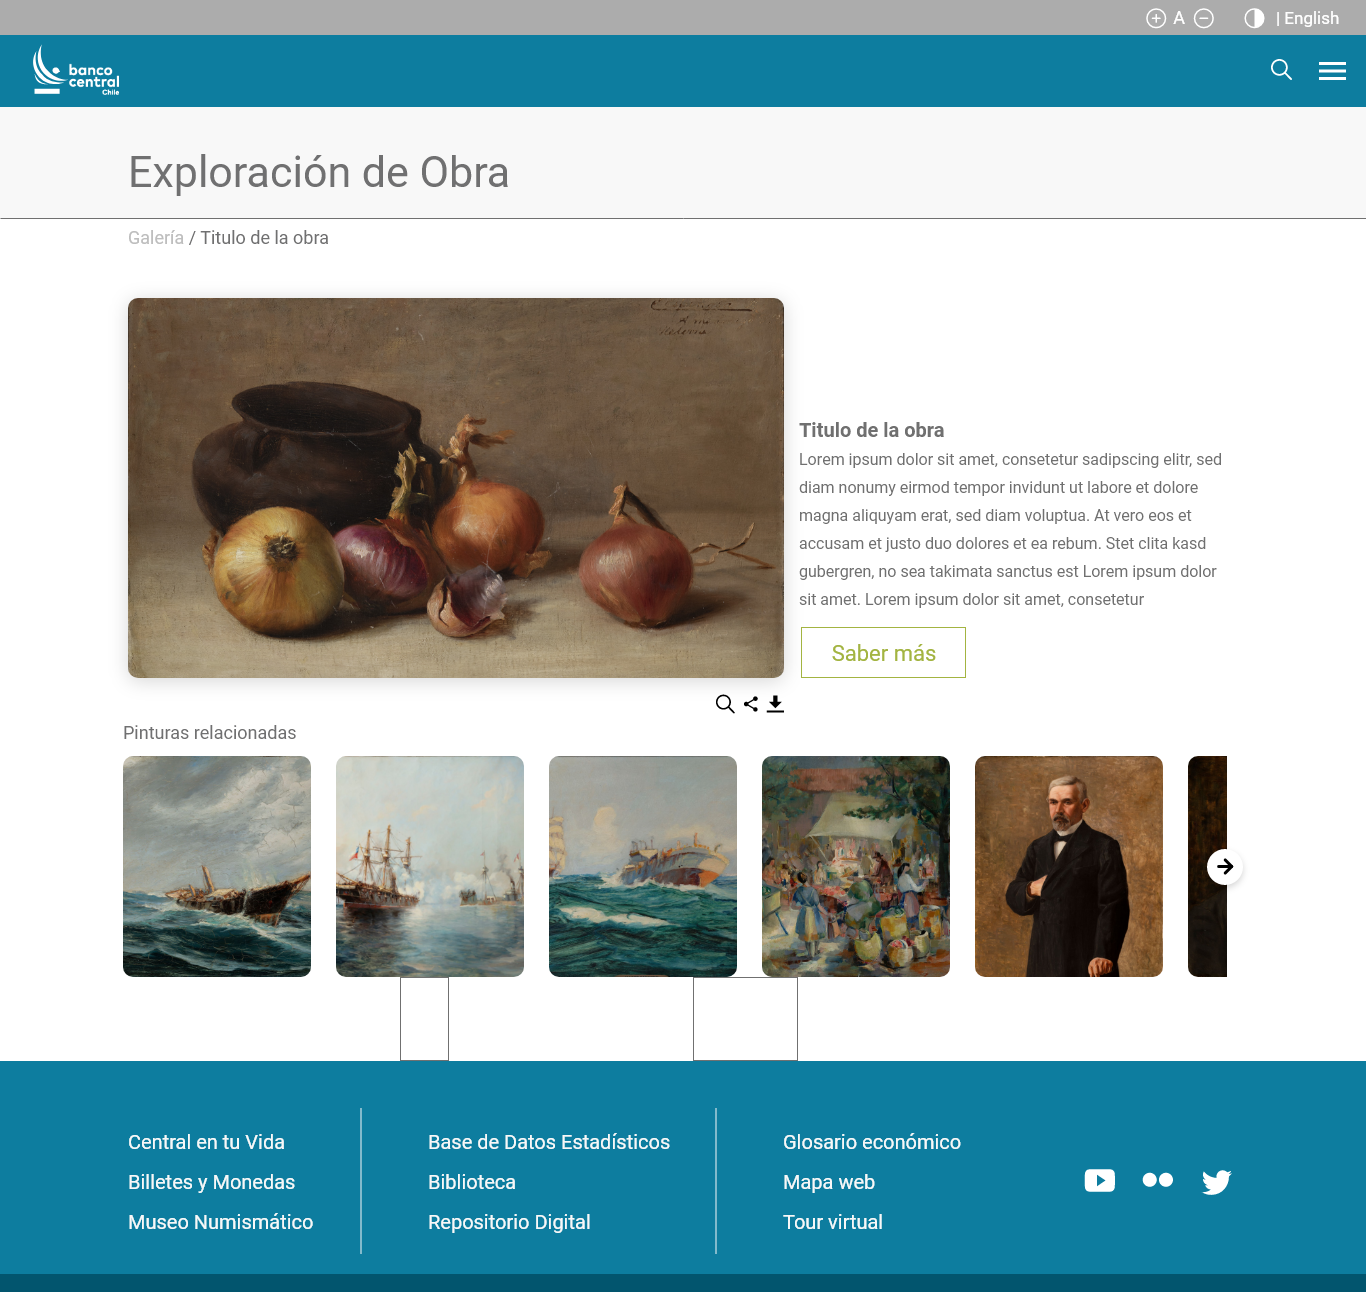 A
| English
banco
central
Chile
Exploración de Obra
Galería / Titulo de la obra
Titulo de la obra
Lorem ipsum dolor sit amet, consetetur sadipscing elitr, sed
diam nonumy eirmod tempor invidunt ut labore et dolore
magna aliquyam erat, sed diam voluptua. At vero eos et
accusam et justo duo dolores et ea rebum. Stet clita kasd
gubergren, no sea takimata sanctus est Lorem ipsum dolor
sit amet. Lorem ipsum dolor sit amet, consetetur
Saber más
Pinturas relacionadas
Central en tu Vida
Billetes y Monedas
Museo Numismático
Base de Datos Estadísticos
Biblioteca
Repositorio Digital
Glosario económico
Mapa web
Tour virtual